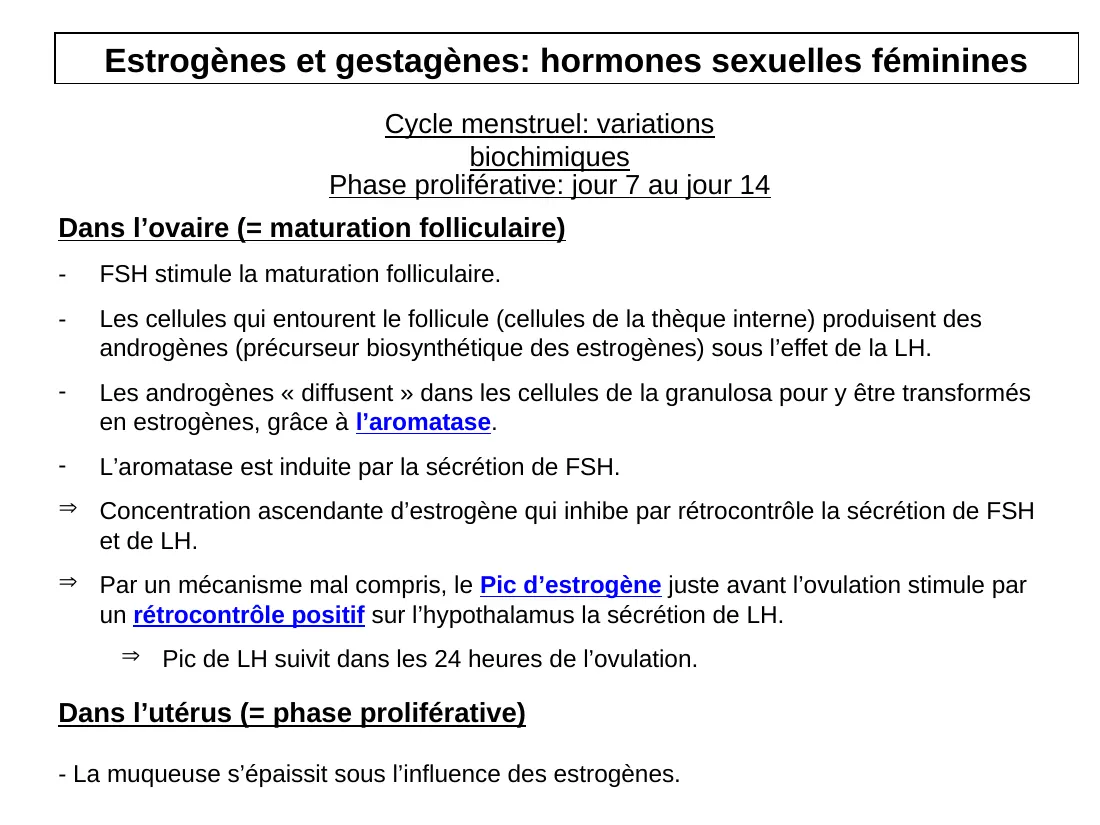 Estrogènes et gestagènes: hormones sexuelles féminines
Cycle menstruel: variations
biochimiques
Phase proliférative: jour 7 au jour 14
Dans l’ovaire (= maturation folliculaire)
- FSH stimule la maturation folliculaire.
- Les cellules qui entourent le follicule (cellules de la thèque interne) produisent des
androgènes (précurseur biosynthétique des estrogènes) sous l’effet de la LH.
- Les androgènes « diffusent » dans les cellules de la granulosa pour y être transformés
en estrogènes, grâce à l’aromatase.
- L’aromatase est induite par la sécrétion de FSH.
⇒ Concentration ascendante d’estrogène qui inhibe par rétrocontrôle la sécrétion de FSH
et de LH.
⇒ Par un mécanisme mal compris, le Pic d’estrogène juste avant l’ovulation stimule par
un rétrocontrôle positif sur l’hypothalamus la sécrétion de LH.
⇒ Pic de LH suivit dans les 24 heures de l’ovulation.
Dans l’utérus (= phase proliférative)
- La muqueuse s’épaissit sous l’influence des estrogènes.